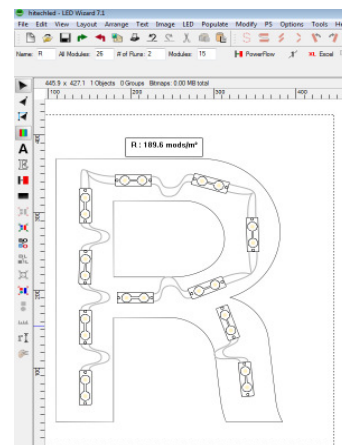 hitechled - LED Wizard 7.1
File Edit View Layout Arrange Text Image LED Populate Modify PS Options Tools He
Name: R All Modules: 26 # of Runs: 2 Modules: 15 PowerFlow XL Excel
445.9 x 427.1 1 Objects 0 Groups Bitmaps: 0.00 MB total
100 200 300 400
R : 189.6 mods/m²